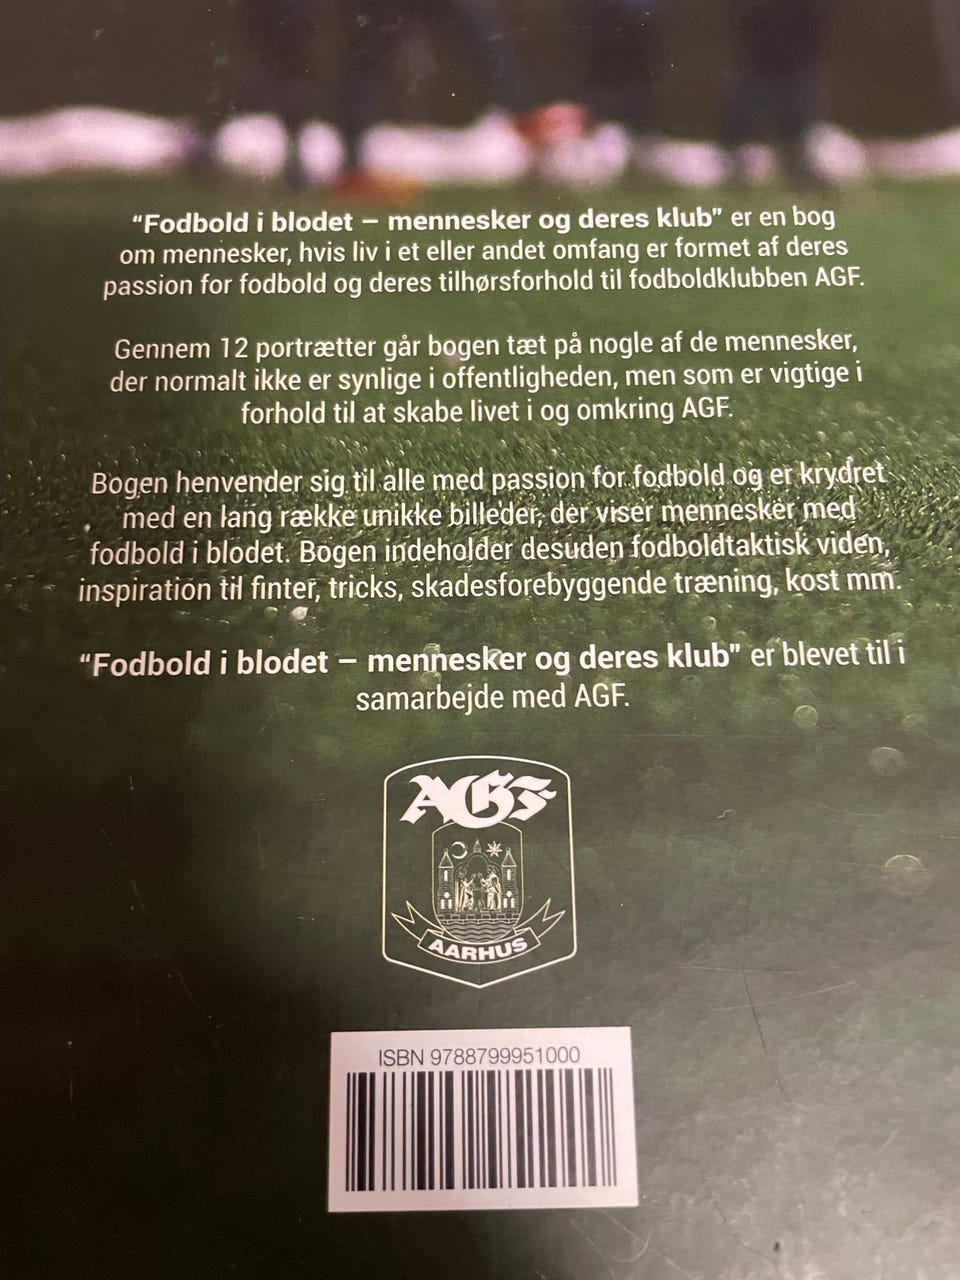 “Fodbold i blodet – mennesker og deres klub” er en bog
om mennesker, hvis liv i et eller andet omfang er formet af deres
passion for fodbold og deres tilhørsforhold til fodboldklubben AGF.
Gennem 12 portrætter går bogen tæt på nogle af de mennesker,
der normalt ikke er synlige i offentligheden, men som er vigtige i
forhold til at skabe livet i og omkring AGF.
Bogen henvender sig til alle med passion for fodbold og er krydret
med en lang række unikke billeder, der viser mennesker med
fodbold i blodet. Bogen indeholder desuden fodboldtaktisk viden,
inspiration til finter, tricks, skadesforebyggende træning, kost mm.
“Fodbold i blodet – mennesker og deres klub” er blevet til i
samarbejde med AGF.
AGF
AARHUS
ISBN 9788799951000